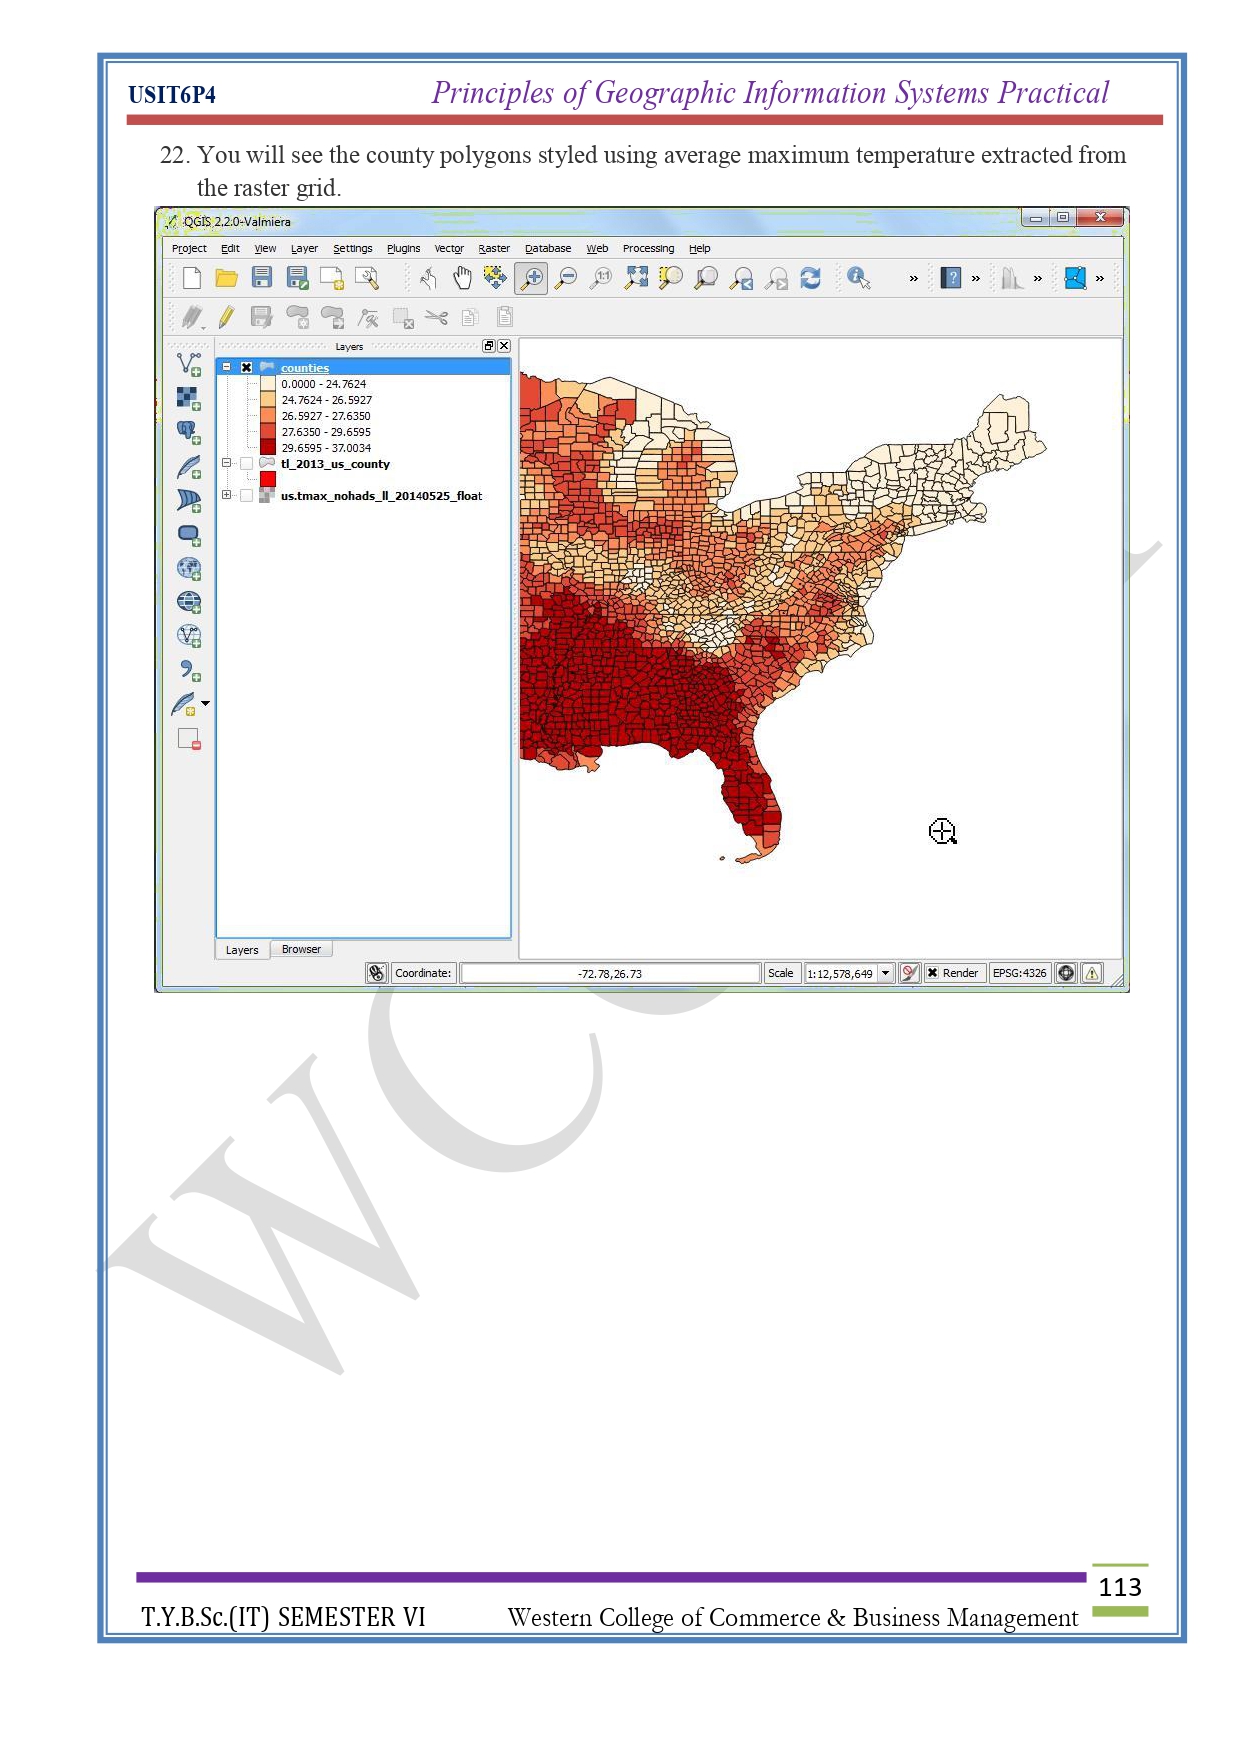 USIT6P4 Principles of Geographic Information Systems Practical
22. You will see the county polygons styled using average maximum temperature extracted from
the raster grid.
QGIS 2.2.0-Valmiera
Project Edit View Layer Settings Plugins Vector Raster Database Web Processing Help
Layers
counties
0.0000 - 24.7624
24.7624 - 26.5927
26.5927 - 27.6350
27.6350 - 29.6595
29.6595 - 37.0034
tl_2013_us_county
us.tmax_nohads_ll_20140525_float
Layers Browser
Coordinate: -72.78,26.73 Scale 1:12,578,649 Render EPSG:4326
113
T.Y.B.Sc.(IT) SEMESTER VI Western College of Commerce & Business Management